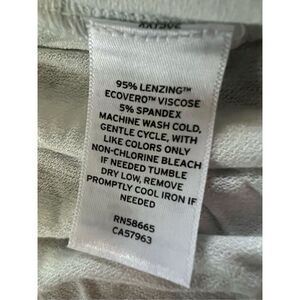 95% LENZING™
ECOVERO™ VISCOSE
5% SPANDEX
MACHINE WASH COLD,
GENTLE CYCLE, WITH
LIKE COLORS ONLY
NON-CHLORINE BLEACH
IF NEEDED TUMBLE
DRY LOW, REMOVE
PROMPTLY COOL IRON IF
NEEDED
RN58665
CA57963